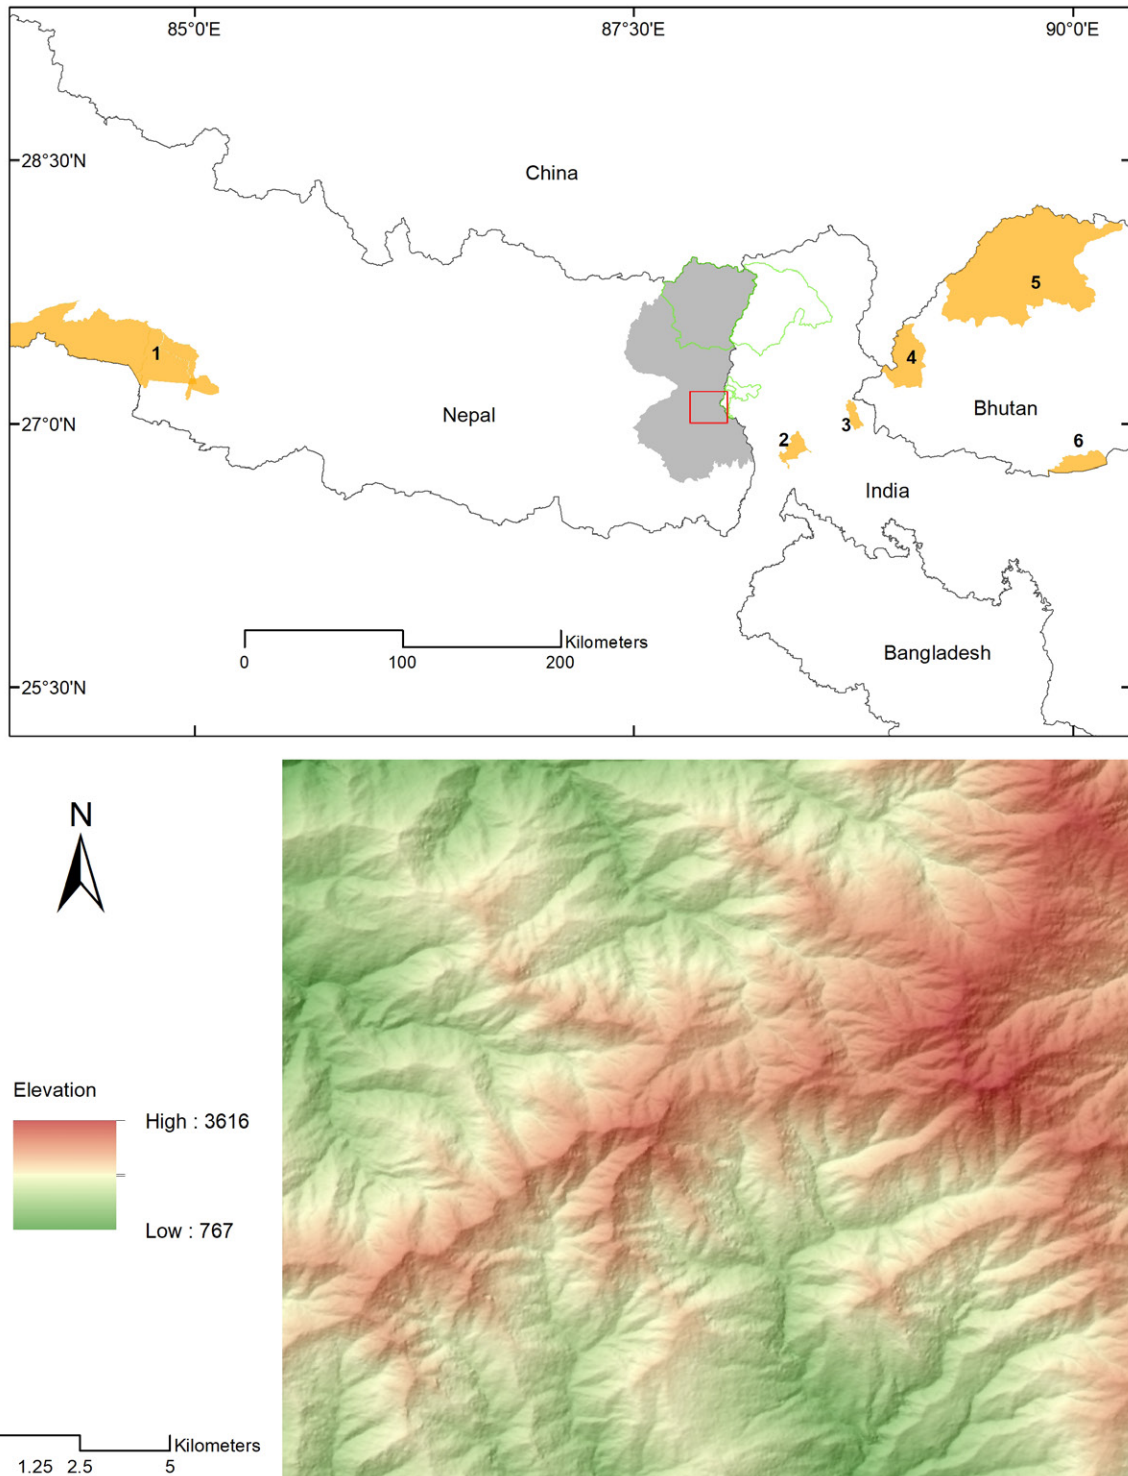 85°0'E 87°30'E 90°0'E
28°30'N
China
5
1
4
Nepal
Bhutan
27°0'N
3
2
6
India
Kilometers
0 100 200
Bangladesh
25°30'N
N
Elevation
High : 3616
Low : 767
Kilometers
1.25 2.5 5